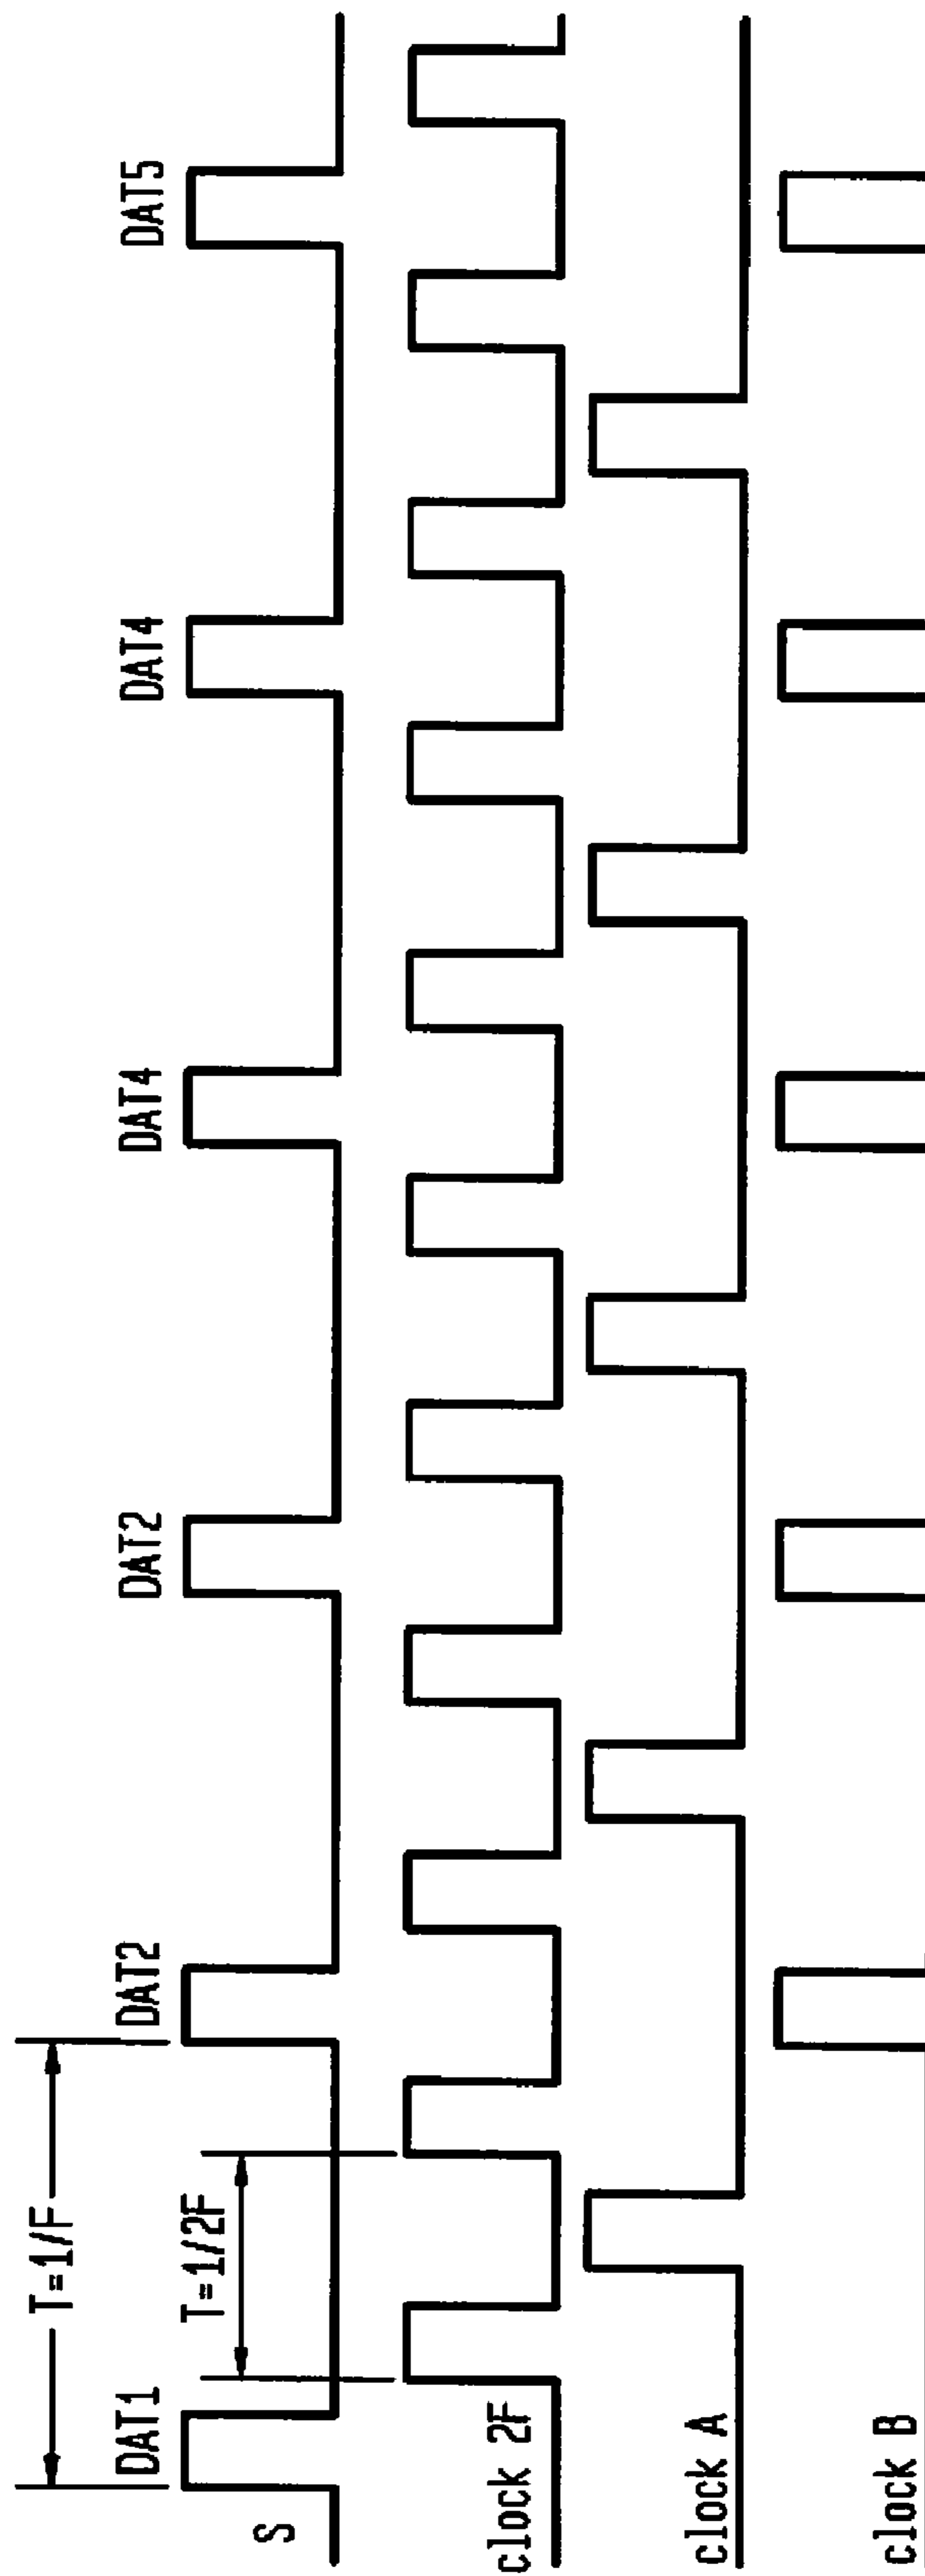 T=1/F
DAT1
DAT2
DAT2
DAT4
DAT4
DAT5
T=1/2F
S
clock 2F
clock A
clock B